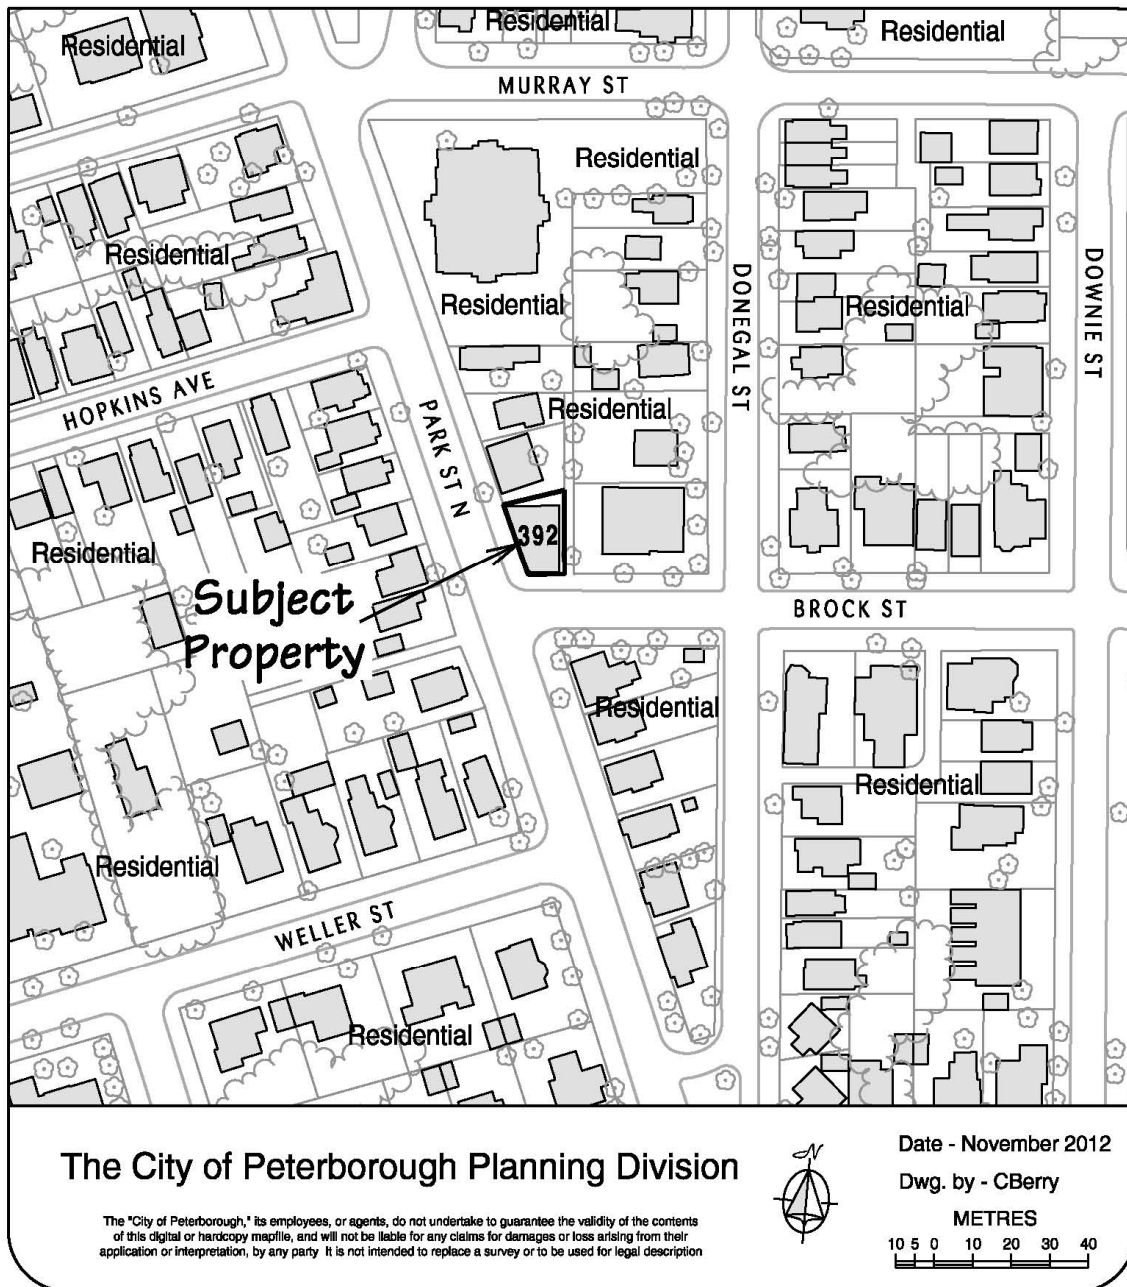 Residential
Residential
Residential
MURRAY ST
Residential
Residential
Residential
Residential
DONEGAL ST
DOWNIE ST
HOPKINS AVE
PARK ST N
Residential
392
Residential
Subject
Property
BROCK ST
Residential
Residential
Residential
WELLER ST
Residential
The City of Peterborough Planning Division
The "City of Peterborough," its employees, or agents, do not undertake to guarantee the validity of the contents
of this digital or hardcopy mapfile, and will not be liable for any claims for damages or loss arising from their
application or interpretation, by any party It is not intended to replace a survey or to be used for legal description
N
Date - November 2012
Dwg. by - CBerry
METRES
10 5 0 10 20 30 40